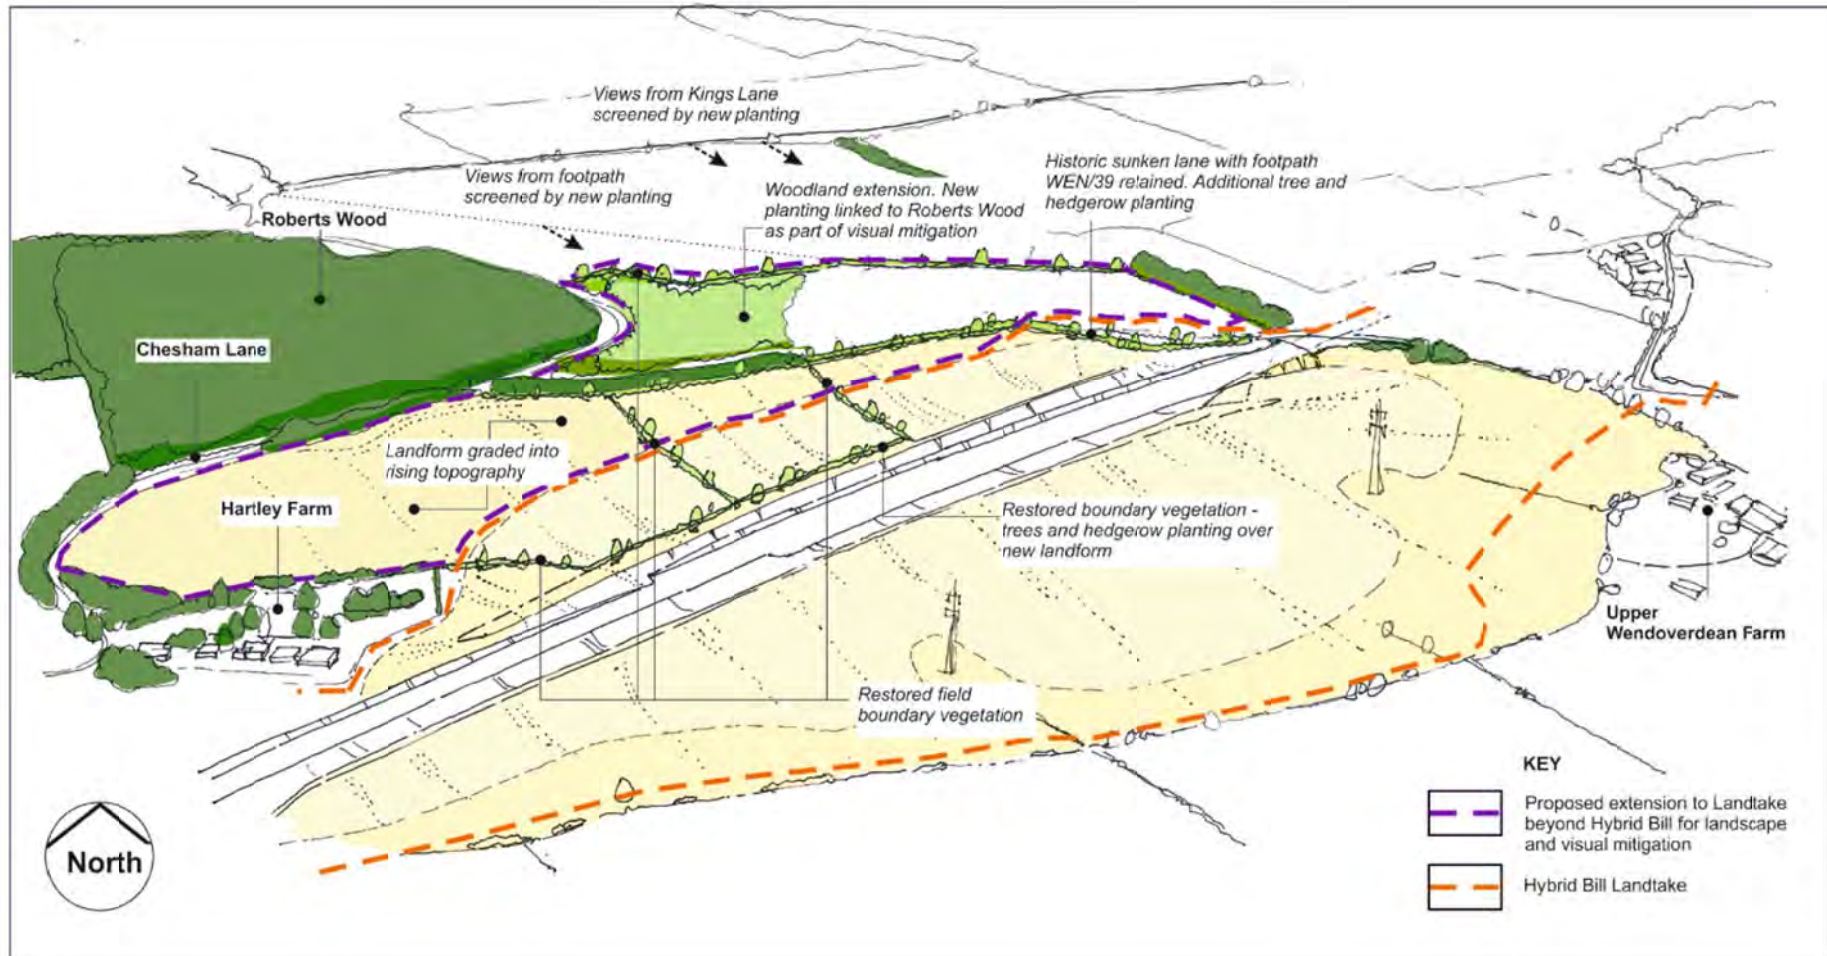 Views from Kings Lane
screened by new planting
Views from footpath
screened by new planting
Woodland extension. New
planting linked to Roberts Wood
as part of visual mitigation
Historic sunken lane with footpath
WEN/39 retained. Additional tree and
hedgerow planting
Roberts Wood
Chesham Lane
Landform graded into
rising topography
Hartley Farm
Restored boundary vegetation -
trees and hedgerow planting over
new landform
Upper
Wendoverdean Farm
Restored field
boundary vegetation
North
KEY
Proposed extension to Landtake
beyond Hybrid Bill for landscape
and visual mitigation
Hybrid Bill Landtake